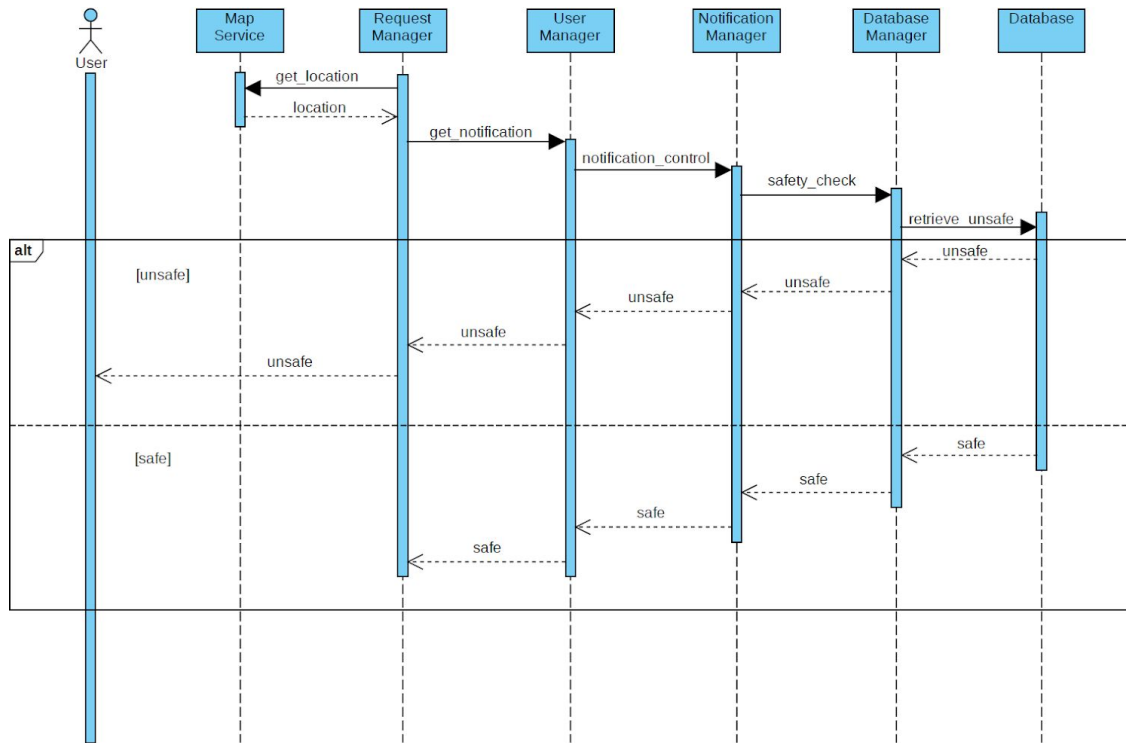 Map
Service
Request
Manager
User
Manager
Notification
Manager
Database
Manager
Database
User
get_location
location
get_notification
notification_control
safety_check
retrieve_unsafe
alt
[unsafe]
unsafe
unsafe
unsafe
unsafe
unsafe
[safe]
safe
safe
safe
safe